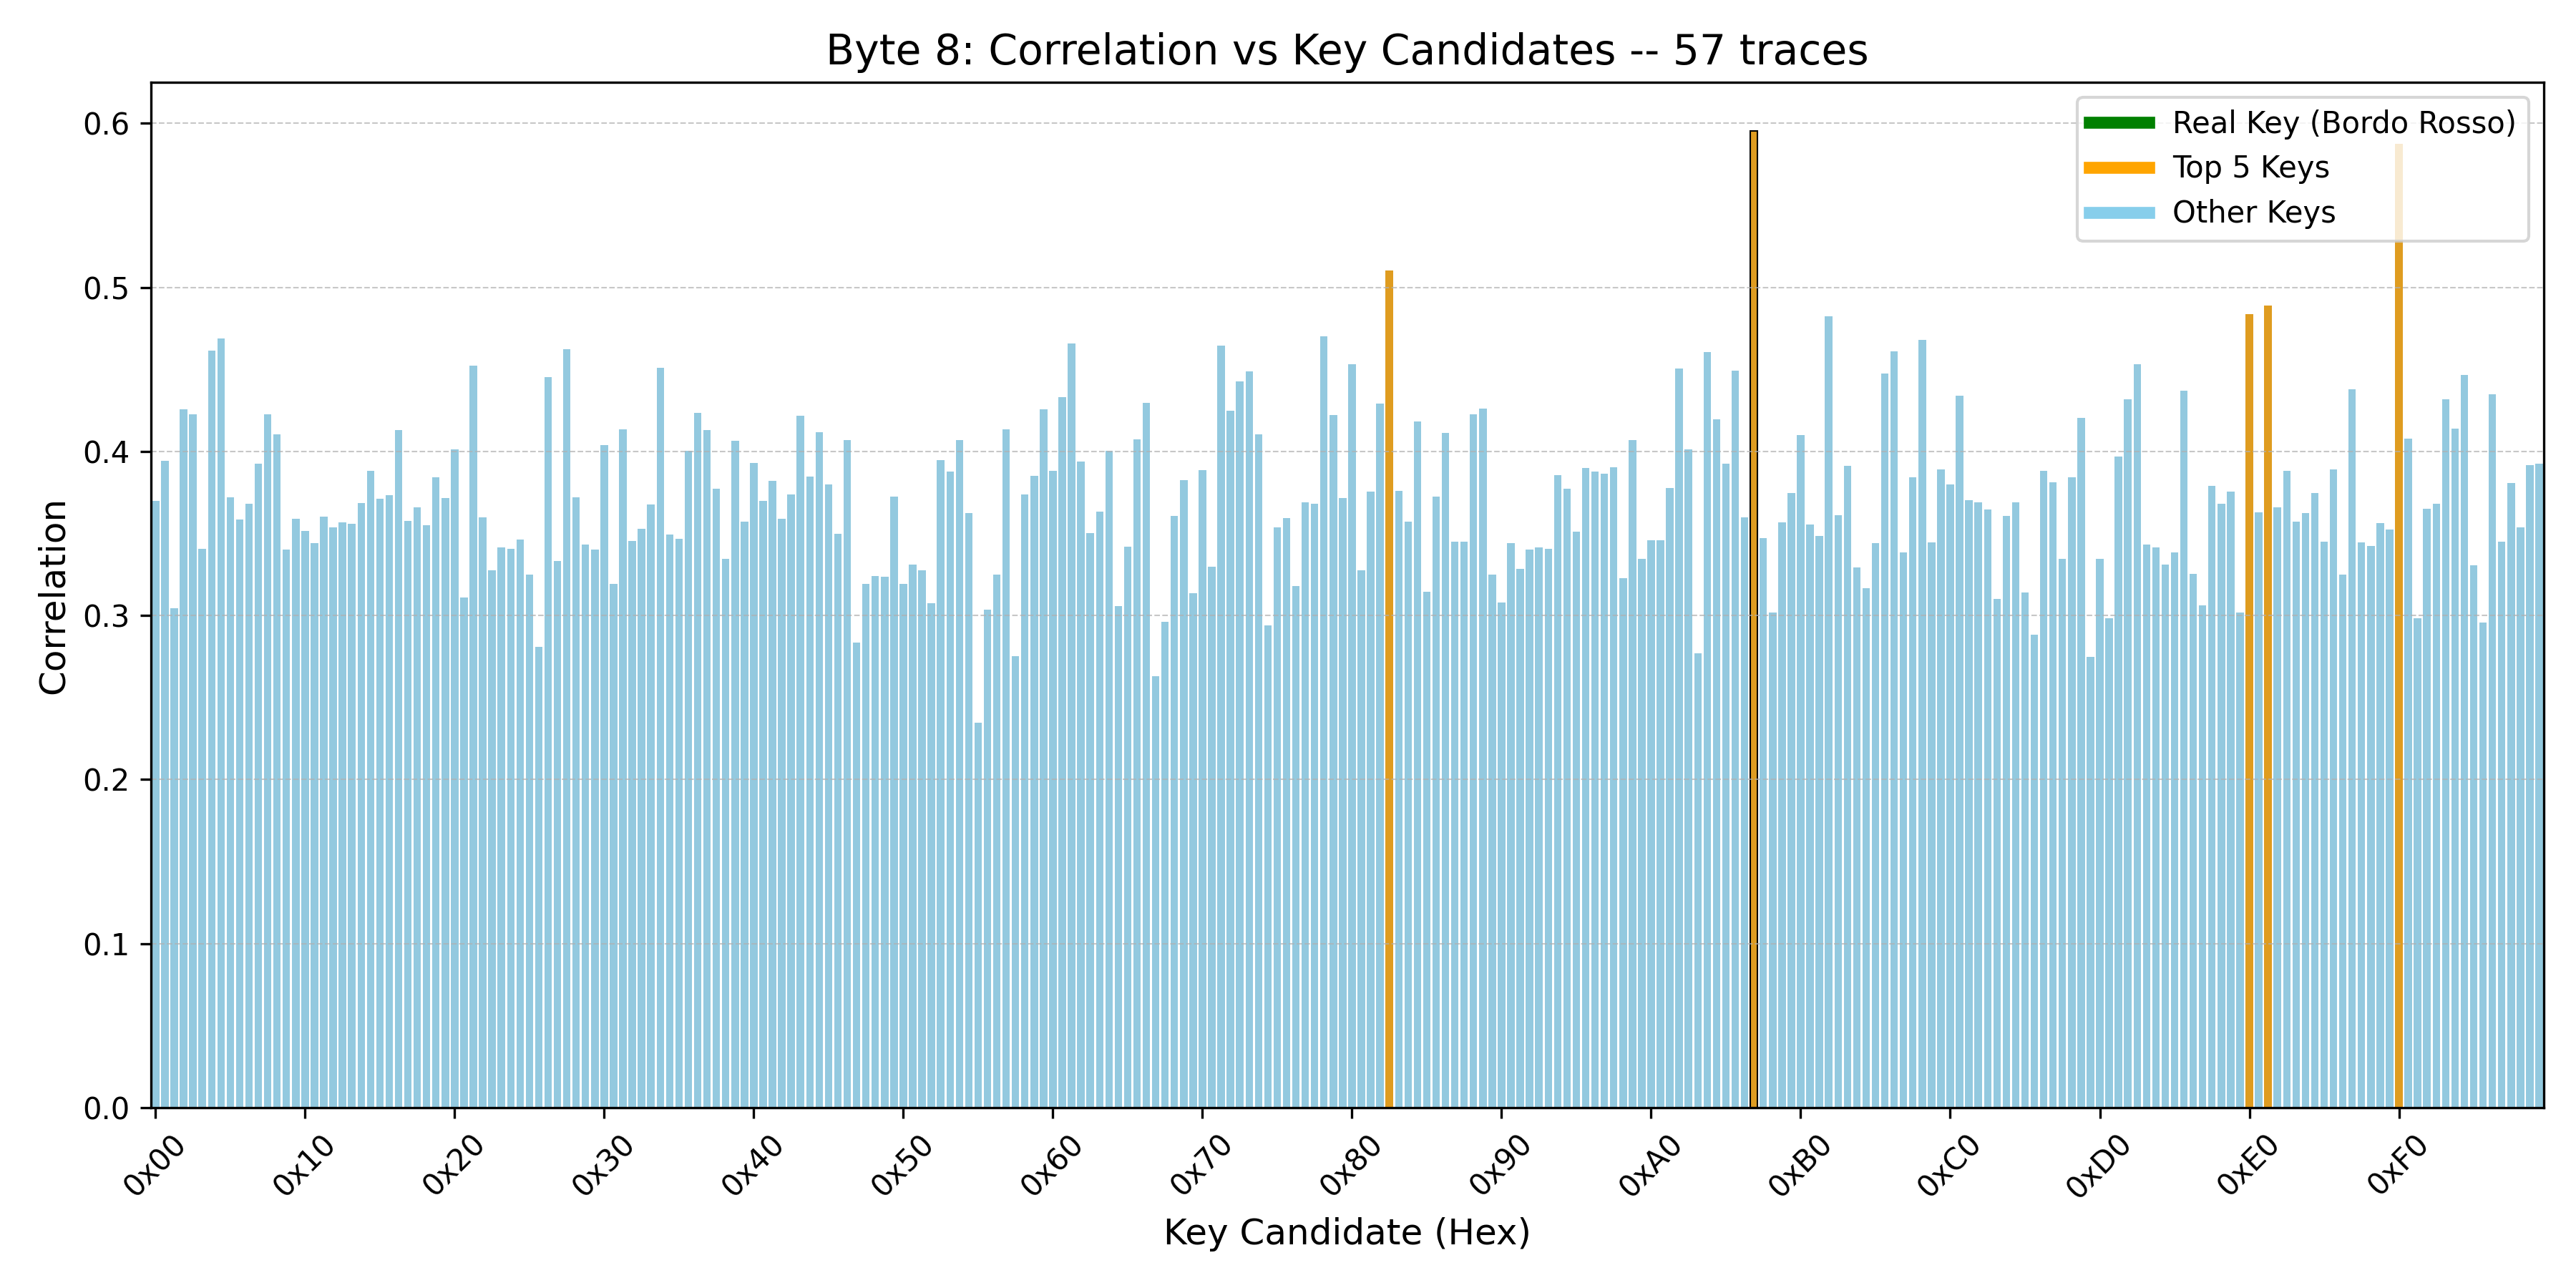 Byte 8: Correlation vs Key Candidates -- 57 traces
Real Key (Bordo Rosso)
Top 5 Keys
Other Keys
Correlation
0.6
0.5
0.4
0.3
0.2
0.1
0.0
0x00 0x10 0x20 0x30 0x40 0x50 0x60 0x70 0x80 0x90 0xA0 0xB0 0xC0 0xD0 0xE0 0xF0
Key Candidate (Hex)